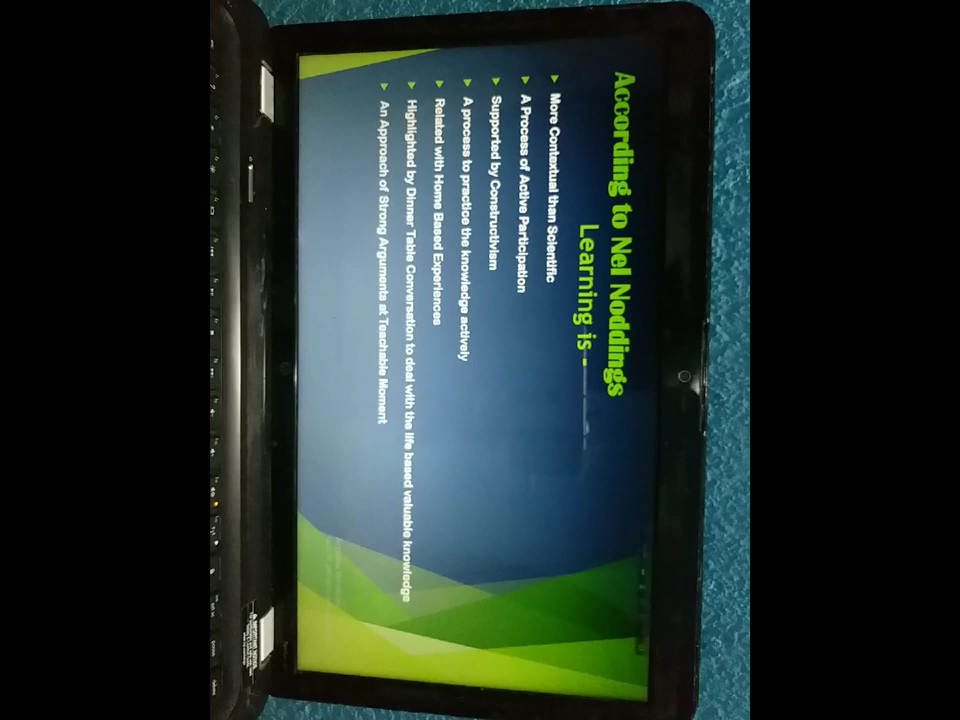 According to Nel Noddings
Learning is -
More Contextual than Scientific
A Process of Active Participation
Supported by Constructivism
A process to practice the knowledge actively
Related with Home Based Experiences
Highlighted by Dinner Table Conversation to deal with the life based valuable knowledge
An Approach of Strong Arguments at Teachable Moment